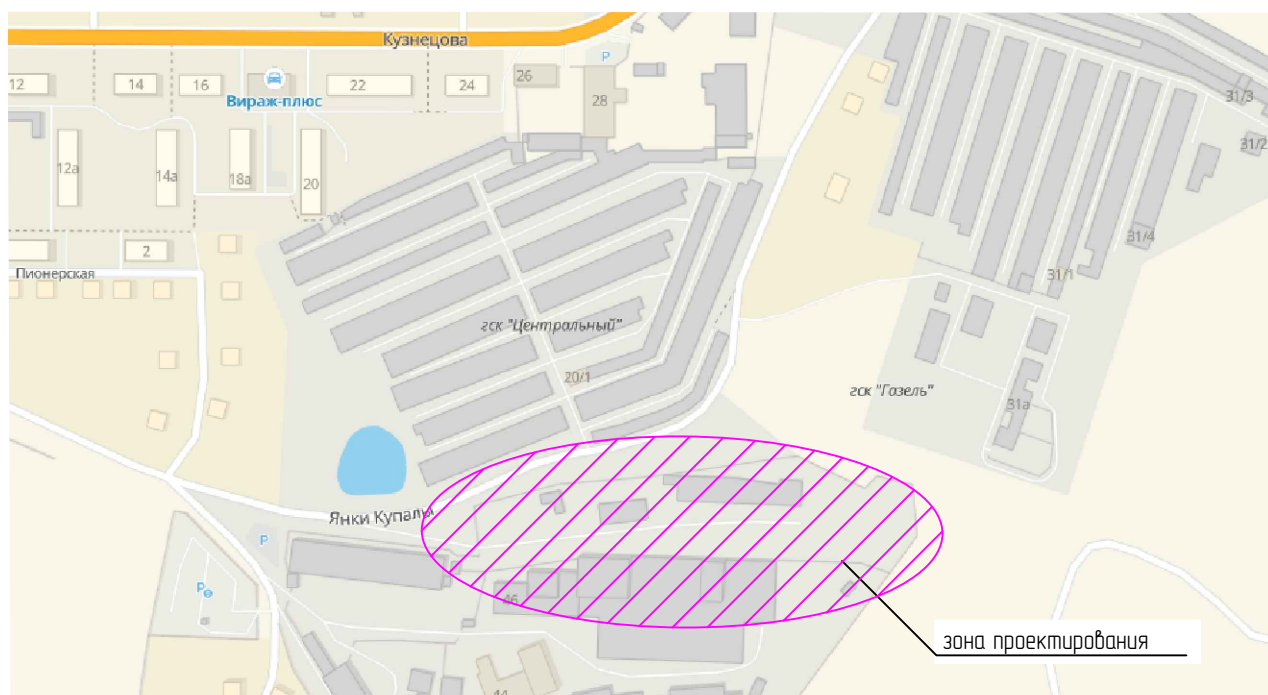 Кузнецова
P
26
31/3
12
14
16
22
24
Вираж-плюс
28
31/2
12а
14а
18а
20
31/4
2
Пионерская
31/1
гск "Центральный"
20/1
гск "Газель"
31а
Янки Купалы
P
P
46
зона проектирования
44